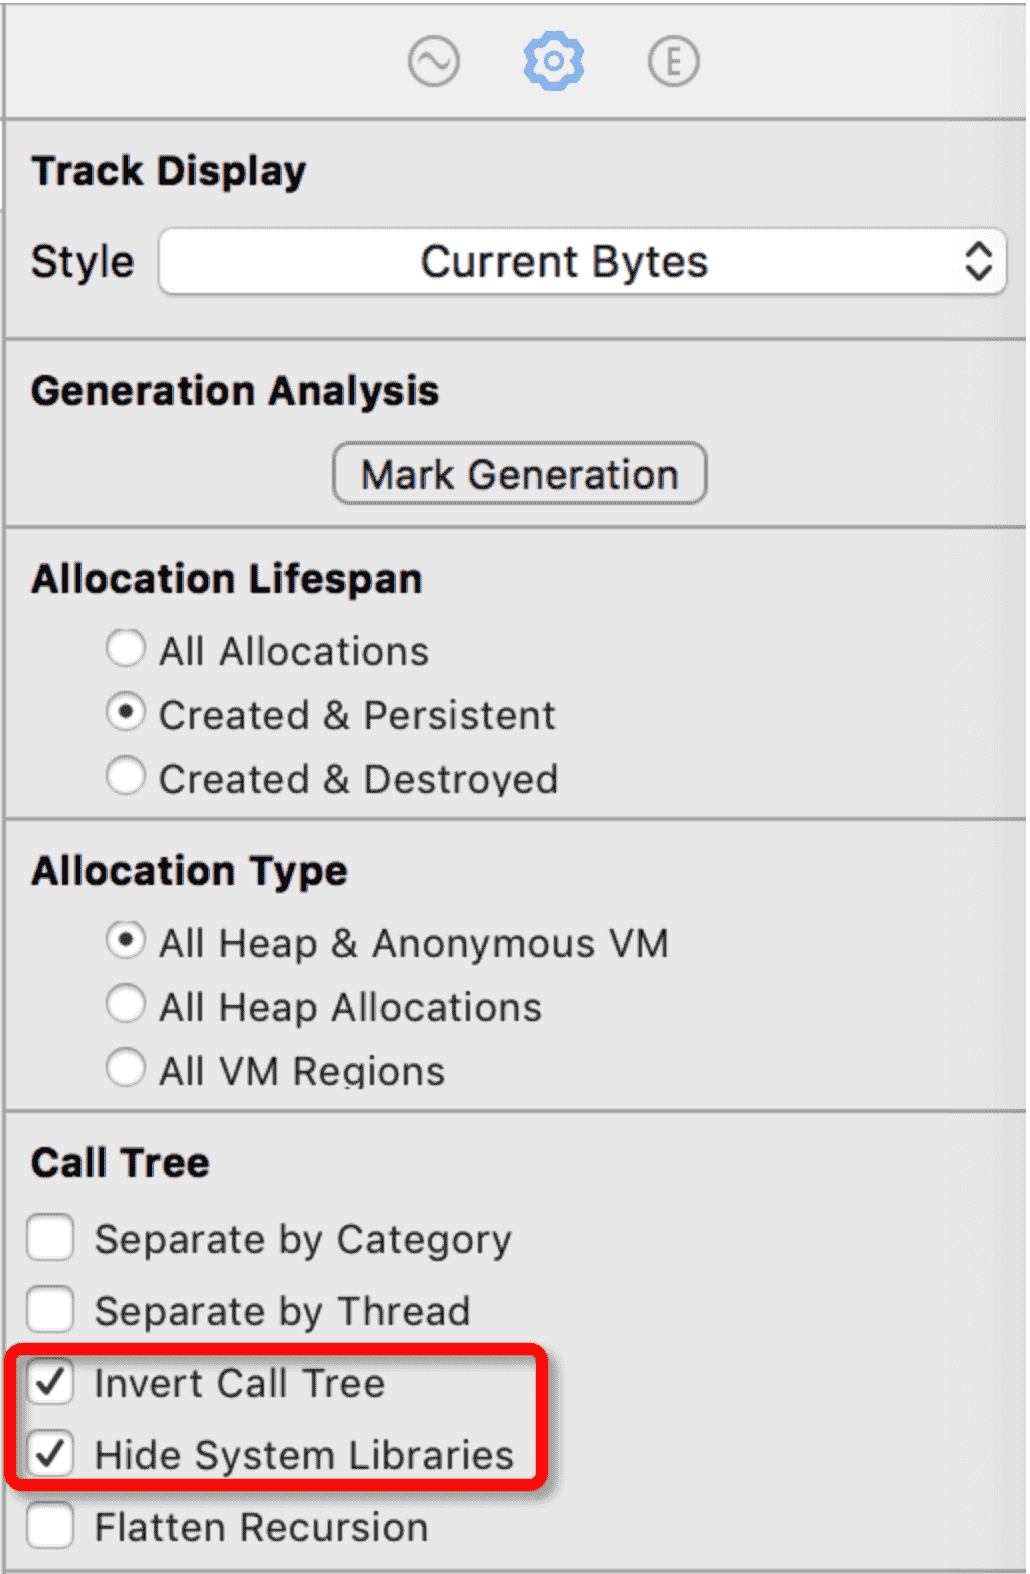 E
Track Display
Style Current Bytes
Generation Analysis
Mark Generation
Allocation Lifespan
All Allocations
Created & Persistent
Created & Destroyed
Allocation Type
All Heap & Anonymous VM
All Heap Allocations
All VM Regions
Call Tree
Separate by Category
Separate by Thread
Invert Call Tree
Hide System Libraries
Flatten Recursion